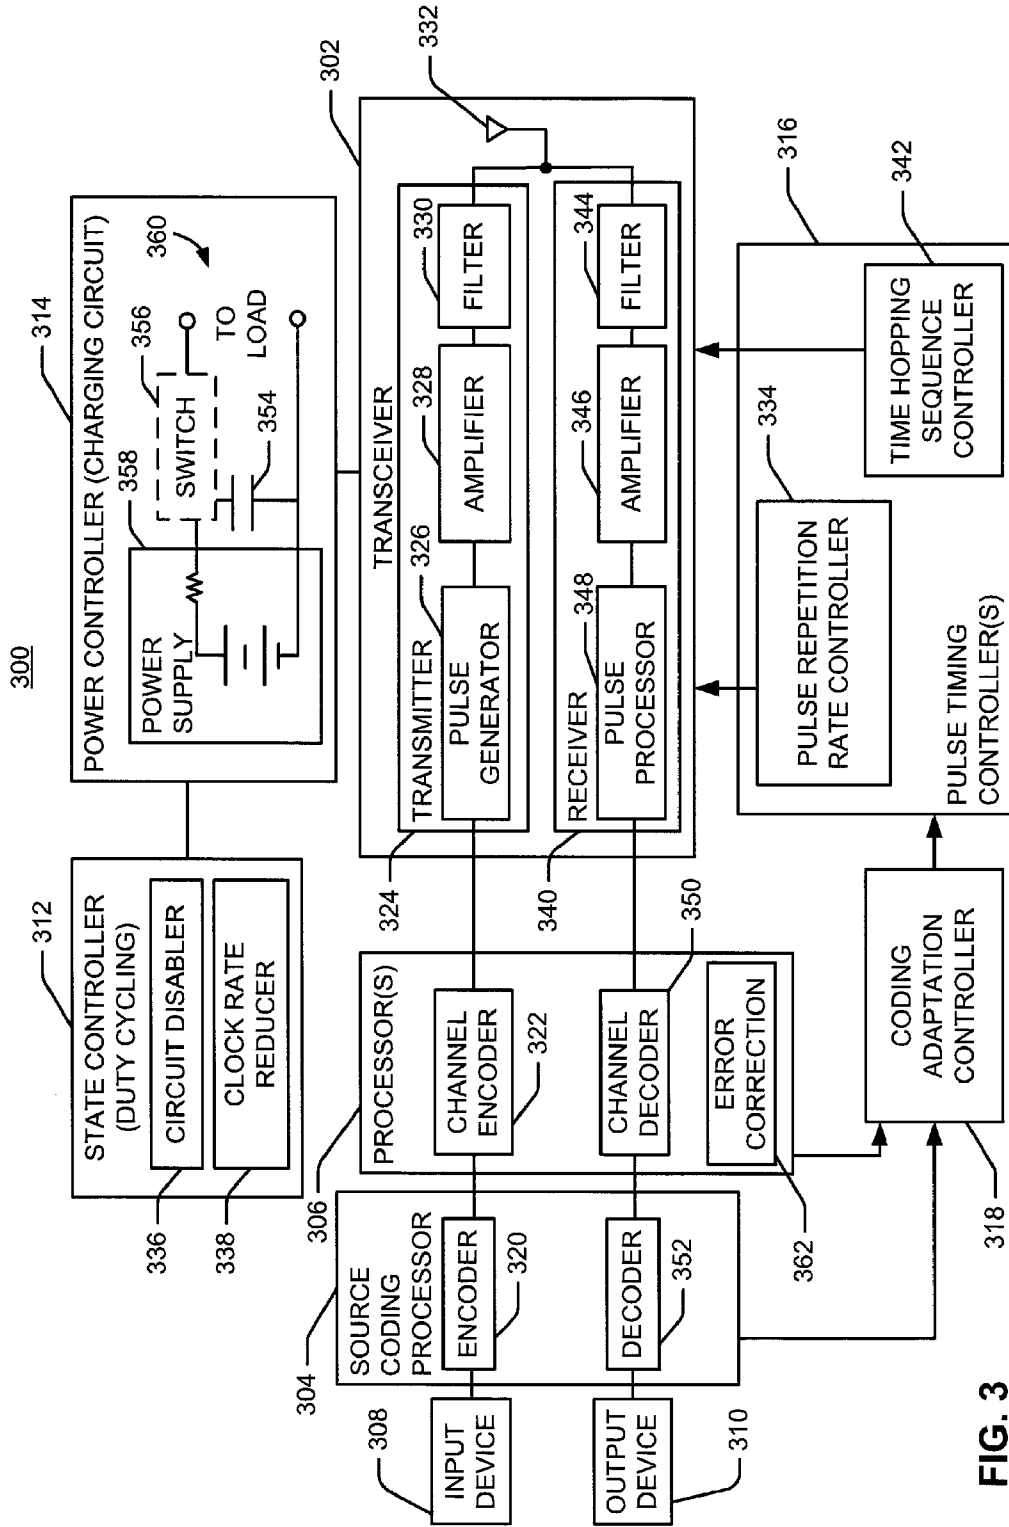 300
312
STATE CONTROLLER
(DUTY CYCLING)
CIRCUIT DISABLER
CLOCK RATE
REDUCER
336
338
314
POWER CONTROLLER (CHARGING CIRCUIT)
POWER
SUPPLY
358
356
SWITCH
354
TO
LOAD
360
302
TRANSCEIVER
332
324
TRANSMITTER
326
PULSE
GENERATOR
328
AMPLIFIER
330
FILTER
340
RECEIVER
348
PULSE
PROCESSOR
346
AMPLIFIER
344
FILTER
306
PROCESSOR(S)
CHANNEL
ENCODER
322
CHANNEL
DECODER
350
ERROR
CORRECTION
362
304
SOURCE
CODING
PROCESSOR
ENCODER
320
DECODER
352
308
INPUT
DEVICE
OUTPUT
DEVICE
310
316
334
PULSE REPETITION
RATE CONTROLLER
342
TIME HOPPING
SEQUENCE
CONTROLLER
PULSE TIMING
CONTROLLER(S)
CODING
ADAPTATION
CONTROLLER
318
FIG. 3